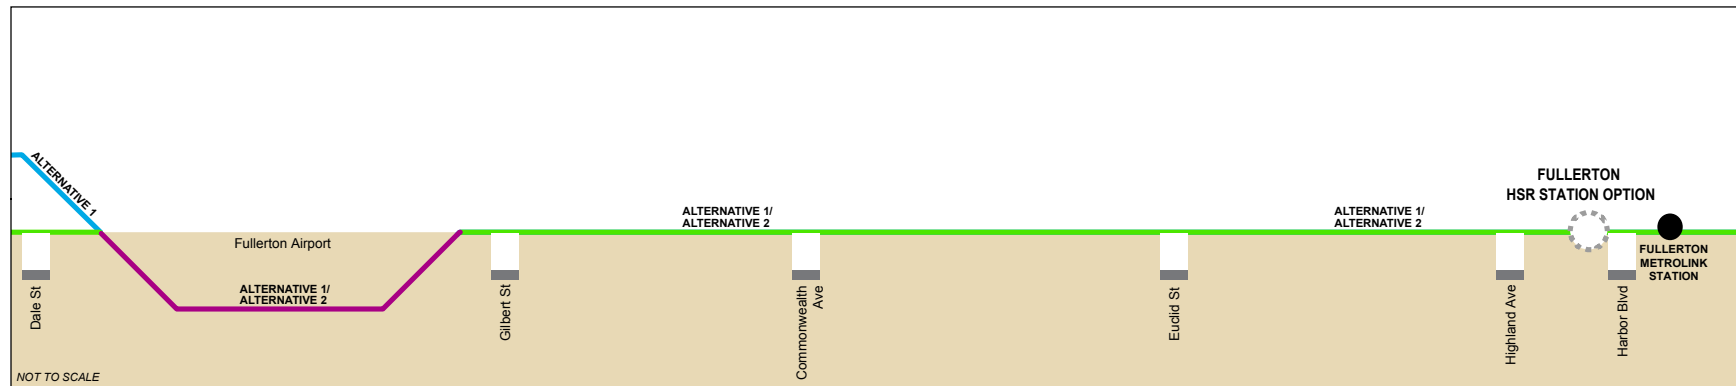 FULLERTON
HSR STATION OPTION
ALTERNATIVE 1
ALTERNATIVE 1/
ALTERNATIVE 2
ALTERNATIVE 1/
ALTERNATIVE 2
Fullerton Airport
FULLERTON
METROLINK
STATION
ALTERNATIVE 1/
ALTERNATIVE 2
Dale St
Gilbert St
Commonwealth
Ave
Euclid St
Highland Ave
Harbor Blvd
NOT TO SCALE